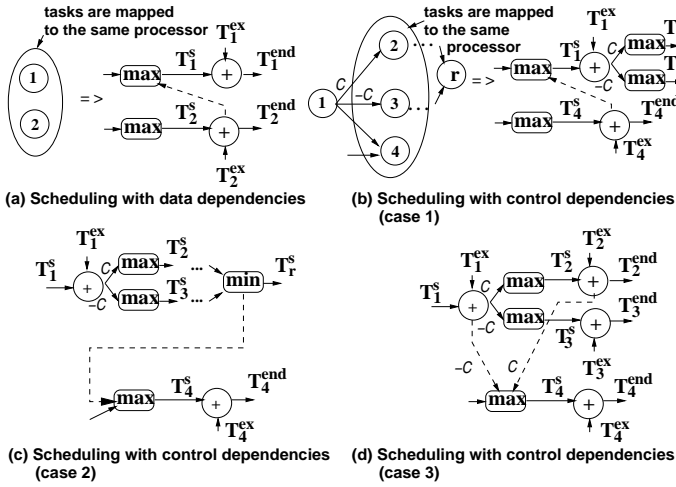 tasks are mapped
to the same processor
1
2
=>
max
T1^s
T1^ex
+
T1^end
max
T2^s
+
T2^end
T2^ex
(a) Scheduling with data dependencies
tasks are mapped
to the same
processor
1
C
-C
2
...
3
...
4
r
=>
max
T1^s
T1^ex
+
C
-C
max
max
T
T
max
T4^s
+
T4^end
T4^ex
(b) Scheduling with control dependencies
(case 1)
T1^s
T1^ex
+
C
-C
max
T2^s
...
max
T3^s
...
min
Tr^s
max
T4^s
+
T4^end
T4^ex
(c) Scheduling with control dependencies
(case 2)
T1^s
T1^ex
+
C
-C
max
T2^s
T2^ex
+
T2^end
max
T3^s
+
T3^end
T3^ex
-C
C
max
T4^s
+
T4^end
T4^ex
(d) Scheduling with control dependencies
(case 3)